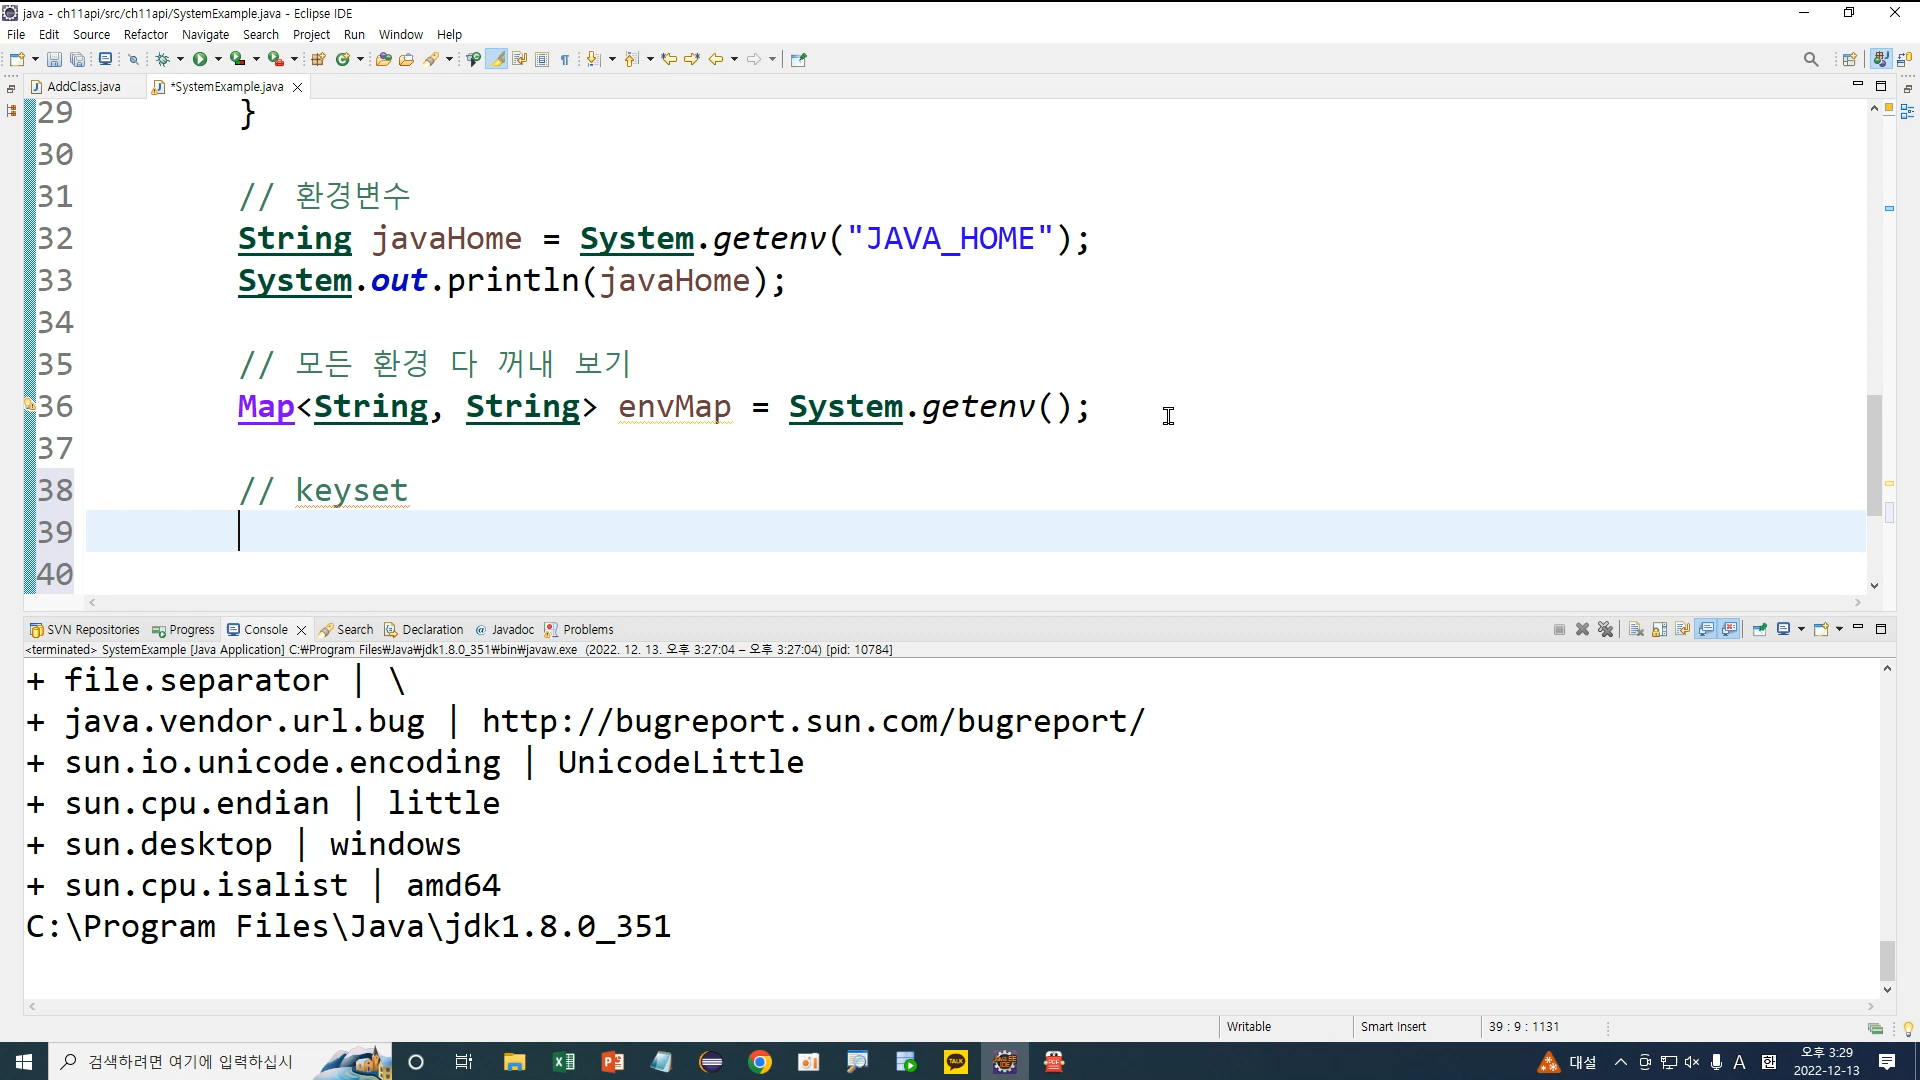 java - ch11api/src/ch11api/SystemExample.java - Eclipse IDE
File Edit Source Refactor Navigate Search Project Run Window Help
AddClass.java *SystemExample.java
29 }
30
31 // 환경변수
32 String javaHome = System.getenv("JAVA_HOME");
33 System.out.println(javaHome);
34
35 // 모든 환경 다 꺼내 보기
36 Map<String, String> envMap = System.getenv();
37
38 // keyset
39
40
SVN Repositories Progress Console Search Declaration @ Javadoc Problems
<terminated> SystemExample [Java Application] C:₩Program Files₩Java₩jdk1.8.0_351₩bin₩javaw.exe (2022. 12. 13. 오후 3:27:04 – 오후 3:27:04) [pid: 10784]
+ file.separator | \
+ java.vendor.url.bug | http://bugreport.sun.com/bugreport/
+ sun.io.unicode.encoding | UnicodeLittle
+ sun.cpu.endian | little
+ sun.desktop | windows
+ sun.cpu.isalist | amd64
C:\Program Files\Java\jdk1.8.0_351
Writable Smart Insert 39 : 9 : 1131
검색하려면 여기에 입력하십시 TALK 대설 A 한 오후 3:29
2022-12-13